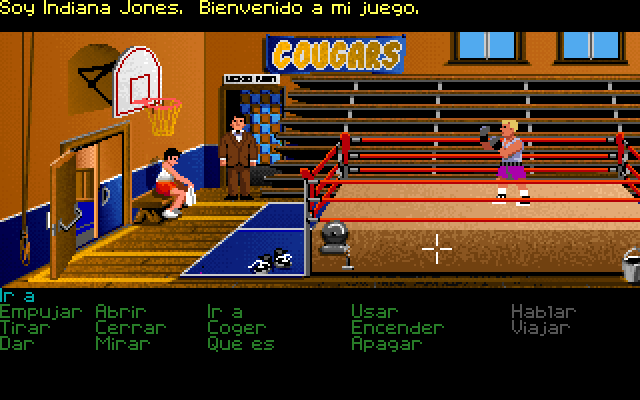 Soy Indiana Jones.  Bienvenido a mi juego.
COUGARS
Ir a
Empujar Abrir Ir a Usar Hablar
Tirar Cerrar Coger Encender Viajar
Dar Mirar Que es Apagar